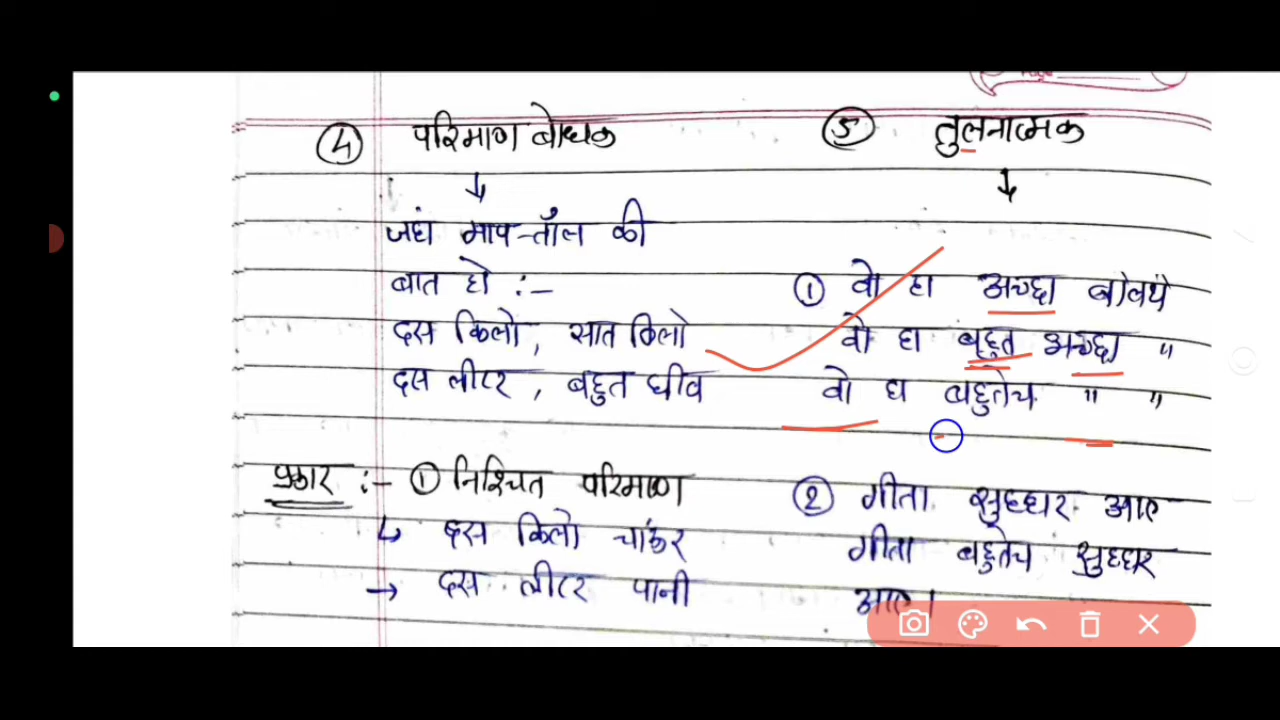 ④ परिमाण बोधक
↓
जहां माप-तौल की
बात हो :-
दस किलो, सात किलो
दस लीटर, बहुत घीव
प्रकार :- ① निश्चित परिमाण
↳ दस किलो चांउर
→ दस लीटर पानी
⑤ तुलनात्मक
↓
① वो हा अच्छा बोलथे
वो हा बहुत अच्छा "
वो ह बहुतेच " "
② गीता सुग्घर आए
गीता बहुतेच सुग्घर
आए।